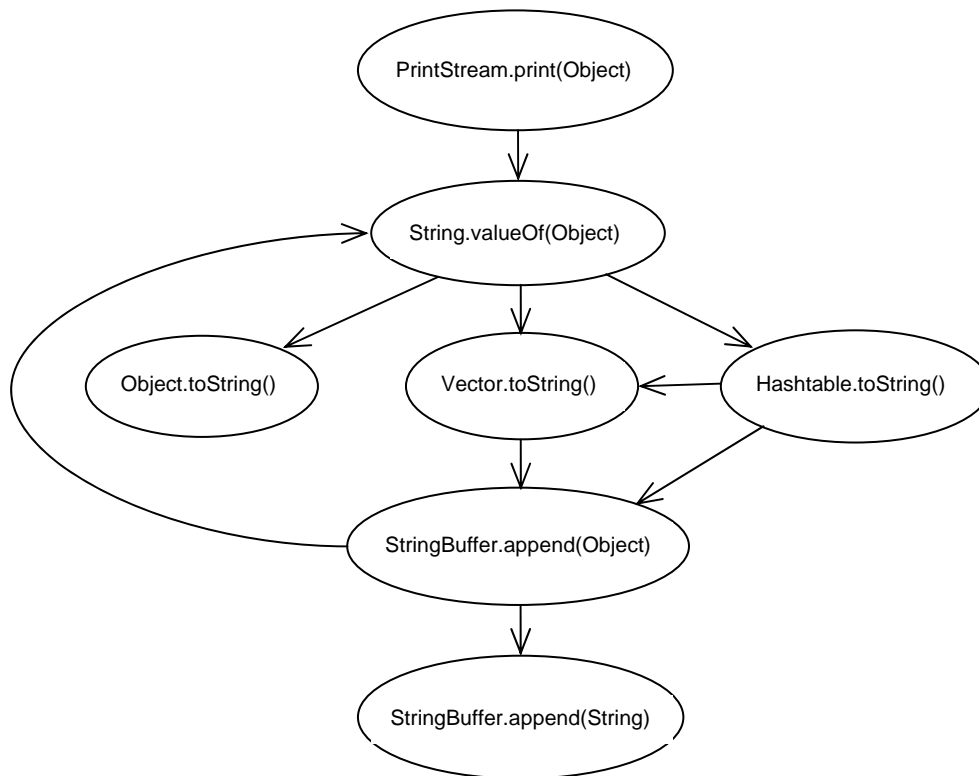 PrintStream.print(Object)
String.valueOf(Object)
Object.toString()
Vector.toString()
Hashtable.toString()
StringBuffer.append(Object)
StringBuffer.append(String)